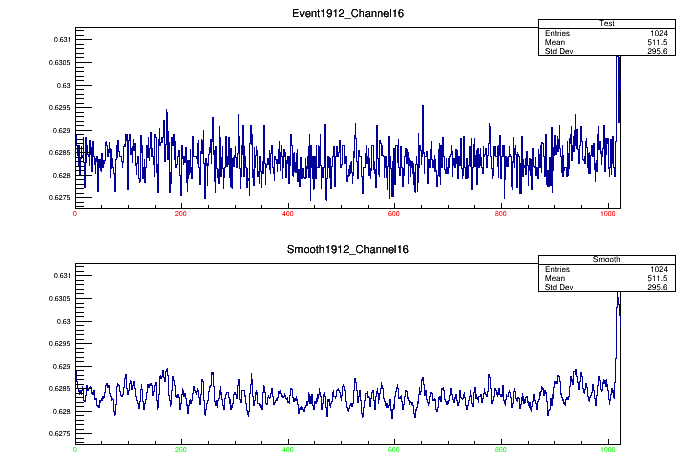 Event1912_Channel16
Test
Entries 1024
Mean 511.5
Std Dev 295.6
0.631
0.6305
0.63
0.6295
0.629
0.6285
0.628
0.6275
0 200 400 600 800 1000
Smooth1912_Channel16
Smooth
Entries 1024
Mean 511.5
Std Dev 295.6
0.631
0.6305
0.63
0.6295
0.629
0.6285
0.628
0.6275
0 200 400 600 800 1000